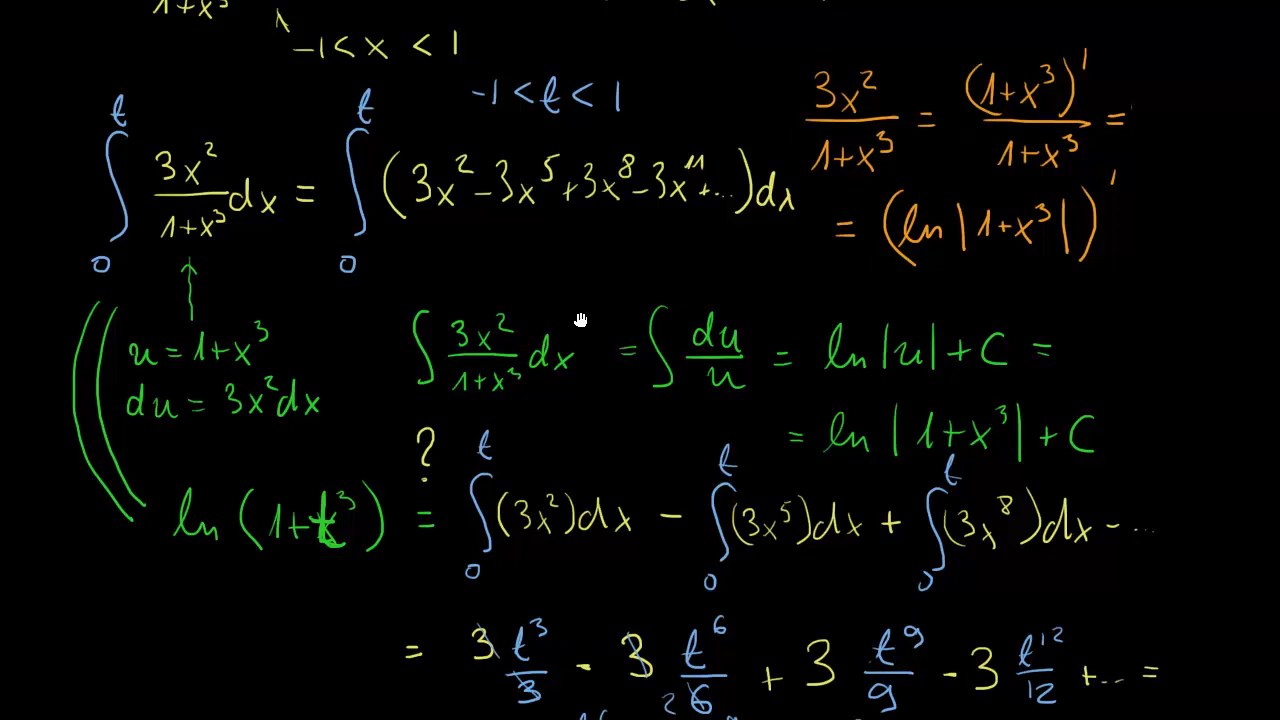 1+x³
-1 < x < 1
-1 < t < 1
∫₀ᵗ 3x²/(1+x³) dx = ∫₀ᵗ (3x² - 3x⁵ + 3x⁸ - 3x¹¹ + ...) dx
3x²/(1+x³) = (1+x³)'/(1+x³) =
= (ln|1+x³|)'
u = 1+x³
du = 3x²dx
∫ 3x²/(1+x³) dx = ∫ du/u = ln|u| + C =
= ln|1+x³| + C
?
ln(1+t³) = ∫₀ᵗ (3x²)dx - ∫₀ᵗ (3x⁵)dx + ∫₀ᵗ (3x⁸)dx - ...
= 3 t³/3 - 3 t⁶/6 + 3 t⁹/9 - 3 t¹²/12 + ... =
2